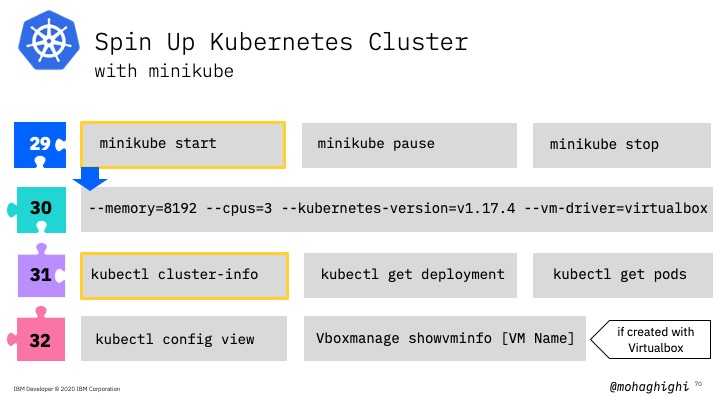 Spin Up Kubernetes Cluster
with minikube
29 minikube start minikube pause minikube stop
30 --memory=8192 --cpus=3 --kubernetes-version=v1.17.4 --vm-driver=virtualbox
31 kubectl cluster-info kubectl get deployment kubectl get pods
32 kubectl config view Vboxmanage showvminfo [VM Name]
if created with
Virtualbox
IBM Developer © 2020 IBM Corporation
@mohaghighi 70